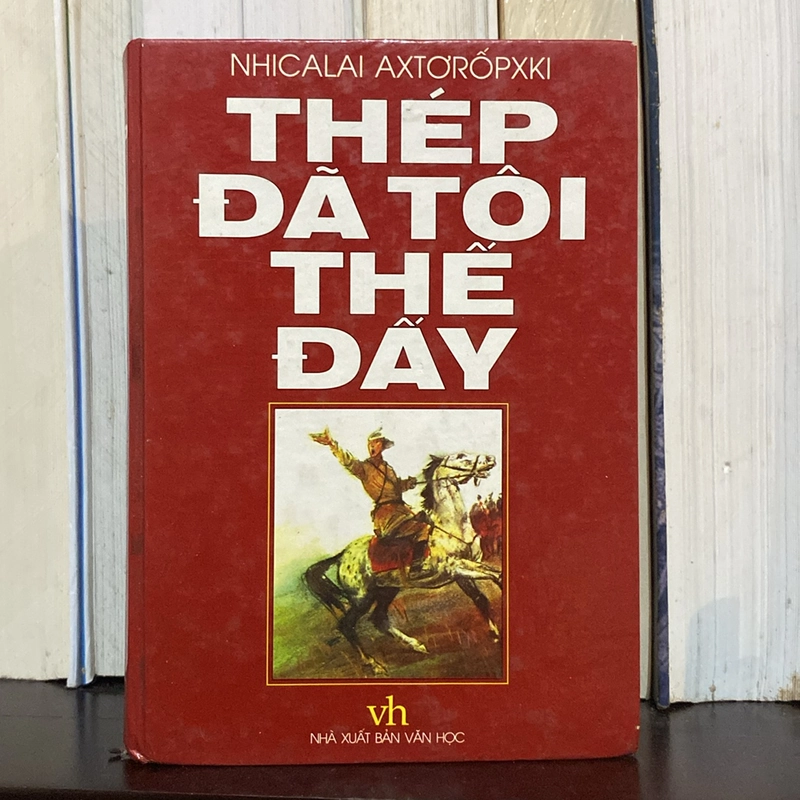 NHICALAI AXTƠRỐPXKI
THÉP
ĐÃ TÔI
THẾ
ĐẤY
vh
NHÀ XUẤT BẢN VĂN HỌC